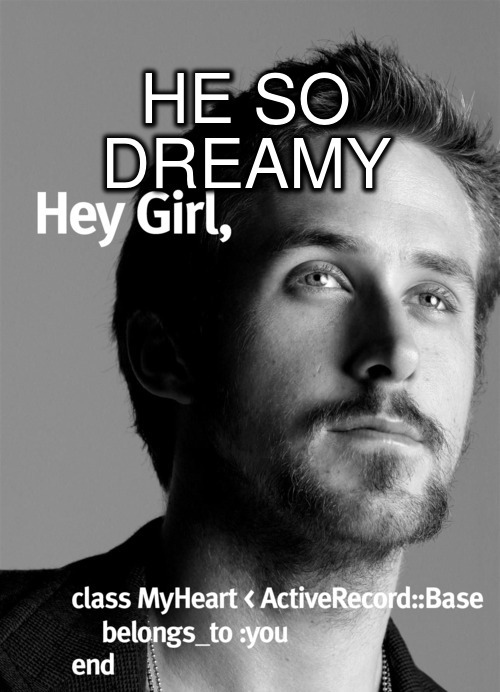 HE SO
DREAMY
Hey Girl,
class MyHeart < ActiveRecord::Base
belongs_to :you
end